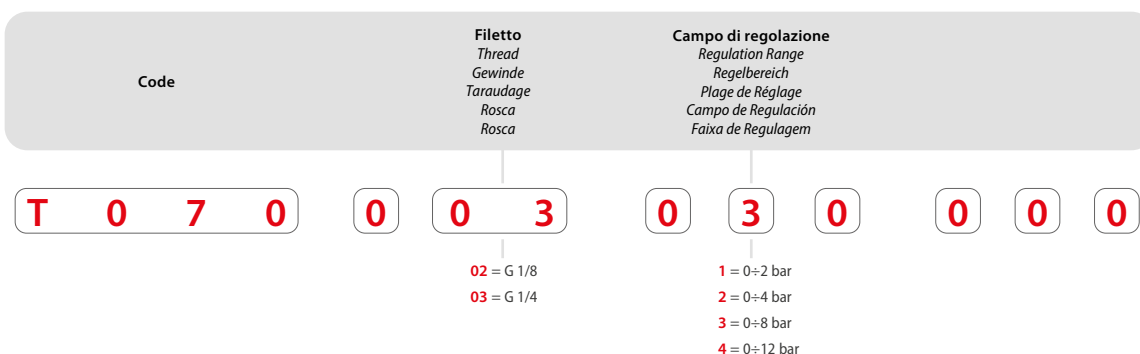 Code
Filetto
Thread
Gewinde
Taraudage
Rosca
Rosca
Campo di regolazione
Regulation Range
Regelbereich
Plage de Réglage
Campo de Regulación
Faixa de Regulagem
T 0 7 0 0 0 3 0 3 0 0 0 0
02 = G 1/8
03 = G 1/4
1 = 0÷2 bar
2 = 0÷4 bar
3 = 0÷8 bar
4 = 0÷12 bar